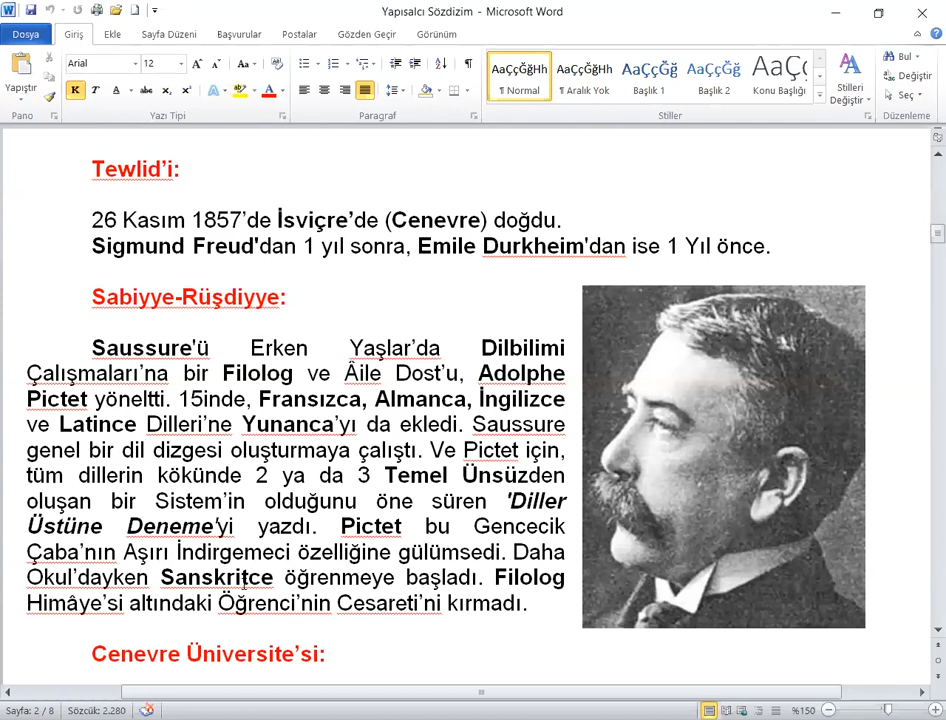 Yapısalcı Sözdizim - Microsoft Word
Dosya Giriş Ekle Sayfa Düzeni Başvurular Postalar Gözden Geçir Görünüm
Arial 12
AaÇçĞğHh AaÇçĞğHh AaÇçĞğ AaÇçĞğ AaÇç
Yapıştır
¶ Normal ¶ Aralık Yok Başlık 1 Başlık 2 Konu Başlığı
Stilleri Değiştir
Bul
Değiştir
Seç
Pano Yazı Tipi Paragraf Stiller Düzenleme
Tewlid’i:
26 Kasım 1857’de İsviçre’de (Cenevre) doğdu.
Sigmund Freud'dan 1 yıl sonra, Emile Durkheim'dan ise 1 Yıl önce.
Sabiyye-Rüşdiyye:
Saussure'ü Erken Yaşlar’da Dilbilimi
Çalışmaları’na bir Filolog ve Âile Dost’u, Adolphe
Pictet yöneltti. 15inde, Fransızca, Almanca, İngilizce
ve Latince Dilleri’ne Yunanca’yı da ekledi. Saussure
genel bir dil dizgesi oluşturmaya çalıştı. Ve Pictet için,
tüm dillerin kökünde 2 ya da 3 Temel Ünsüzden
oluşan bir Sistem’in olduğunu öne süren 'Diller
Üstüne Deneme'yi yazdı. Pictet bu Gencecik
Çaba’nın Aşırı İndirgemeci özelliğine gülümsedi. Daha
Okul’dayken Sanskritçe öğrenmeye başladı. Filolog
Himâye’si altındaki Öğrenci’nin Cesareti’ni kırmadı.
Cenevre Üniversite’si:
Sayfa: 2 / 8 Sözcük: 2.280 %150